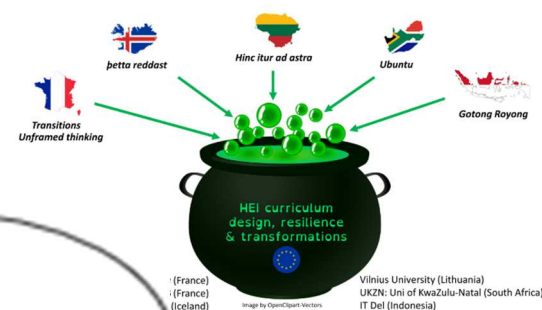 þetta reddast
Hinc itur ad astra
Ubuntu
Transitions
Unframed thinking
Gotong Royong
HEI curriculum
design, resilience
& transformations
(France)
(France)
(Iceland)
Image by OpenClipart-Vectors
Vilnius University (Lithuania)
UKZN: Uni of KwaZulu-Natal (South Africa)
IT Del (Indonesia)